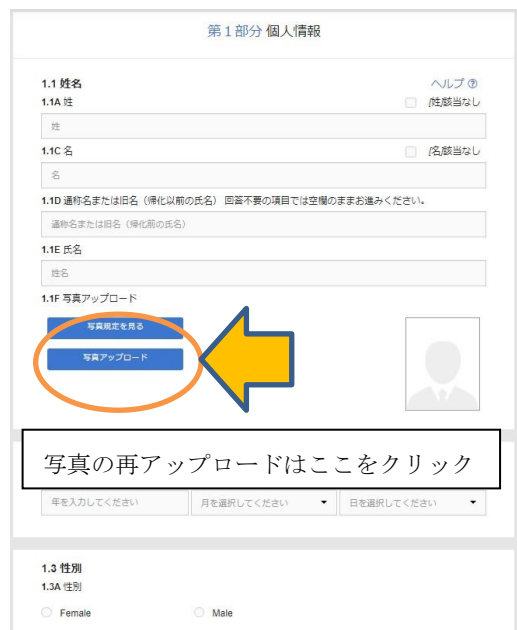 第1部分 個人情報
1.1 姓名
ヘルプ ?
1.1A 姓
/姓/該当なし
姓
1.1C 名
/名/該当なし
名
1.1D 通称名または旧名（帰化以前の氏名） 回答不要の項目では空欄のままお進みください。
通称名または旧名（帰化前の氏名）
1.1E 氏名
姓名
1.1F 写真アップロード
写真規定を見る
写真アップロード
写真の再アップロードはここをクリック
年を入力してください
月を選択してください
日を選択してください
1.3 性別
1.3A 性別
Female
Male